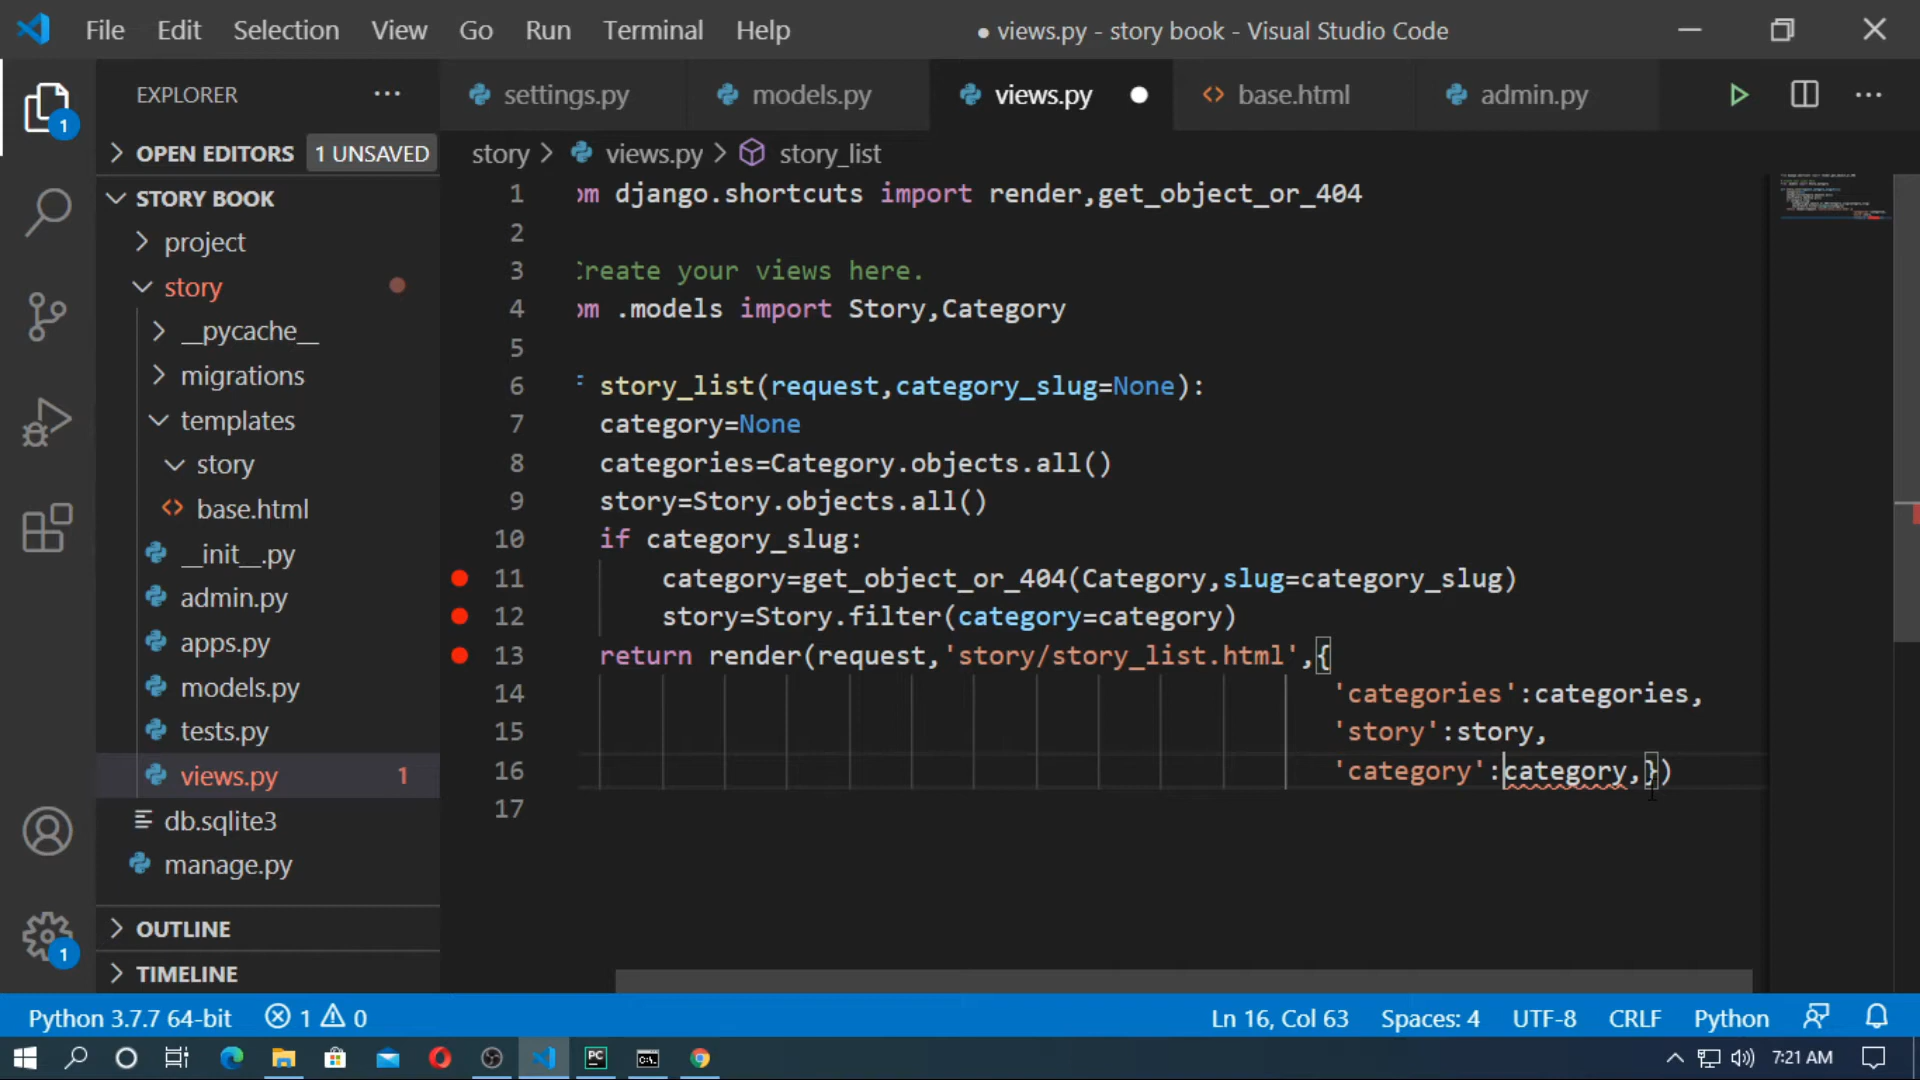 File Edit Selection View Go Run Terminal Help ● views.py - story book - Visual Studio Code
EXPLORER ...
settings.py models.py views.py base.html admin.py
OPEN EDITORS 1 UNSAVED
story > views.py > story_list
STORY BOOK
project
story
__pycache__
migrations
templates
story
base.html
__init__.py
admin.py
apps.py
models.py
tests.py
views.py 1
db.sqlite3
manage.py
OUTLINE
TIMELINE
1
1
1 om django.shortcuts import render,get_object_or_404
2
3 Create your views here.
4 om .models import Story,Category
5
6 story_list(request,category_slug=None):
7 category=None
8 categories=Category.objects.all()
9 story=Story.objects.all()
10 if category_slug:
11 category=get_object_or_404(Category,slug=category_slug)
12 story=Story.filter(category=category)
13 return render(request,'story/story_list.html',{
14 'categories':categories,
15 'story':story,
16 'category':category,})
17
Python 3.7.7 64-bit 1 0 Ln 16, Col 63 Spaces: 4 UTF-8 CRLF Python
PC C:\. 7:21 AM